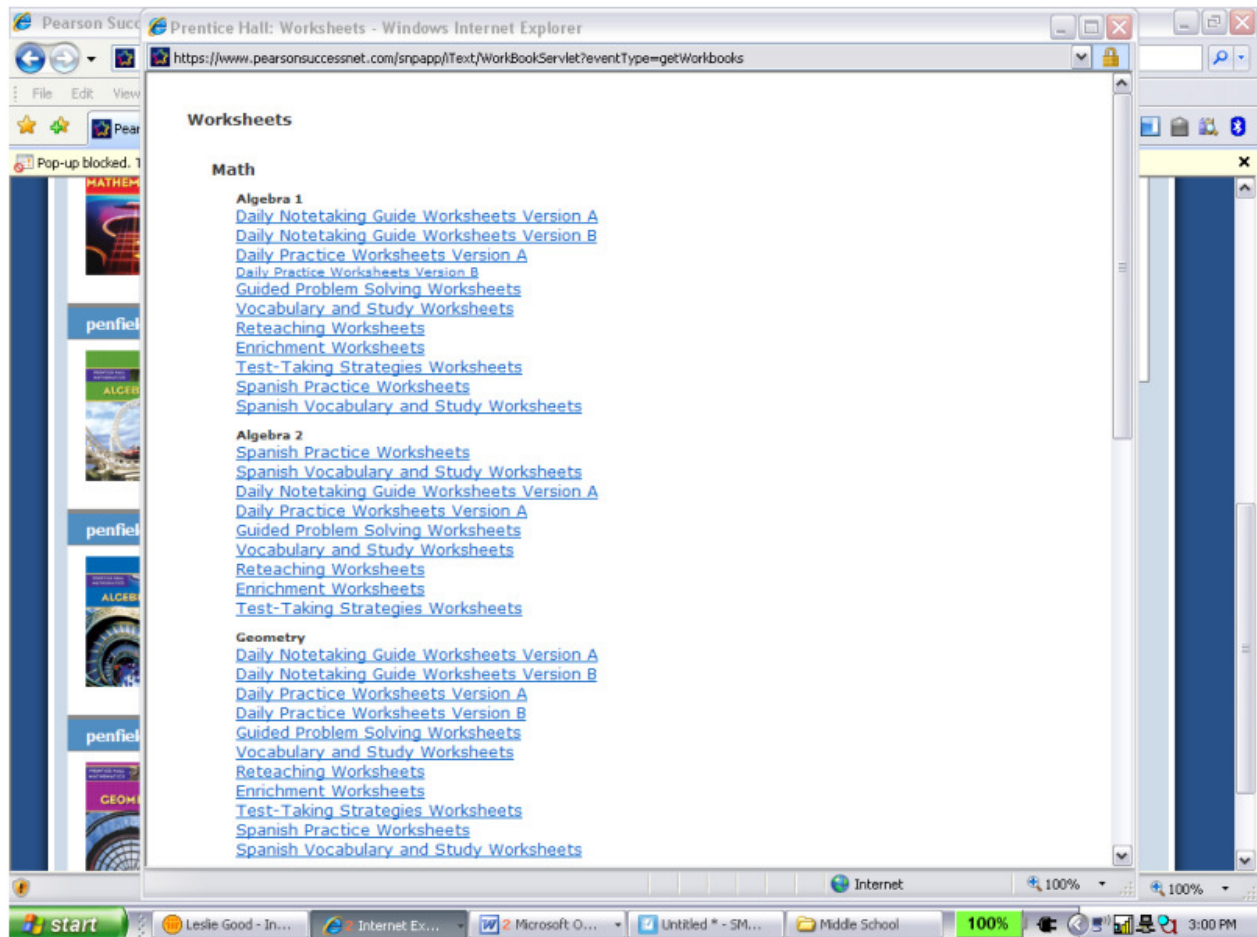 Pearson Succ
Prentice Hall: Worksheets - Windows Internet Explorer
https://www.pearsonsuccessnet.com/snpapp/iText/WorkBookServlet?eventType=getWorkbooks
File Edit View
Pear
Pop-up blocked. T
Worksheets
Math
Algebra 1
Daily Notetaking Guide Worksheets Version A
Daily Notetaking Guide Worksheets Version B
Daily Practice Worksheets Version A
Daily Practice Worksheets Version B
Guided Problem Solving Worksheets
Vocabulary and Study Worksheets
Reteaching Worksheets
Enrichment Worksheets
Test-Taking Strategies Worksheets
Spanish Practice Worksheets
Spanish Vocabulary and Study Worksheets
Algebra 2
Spanish Practice Worksheets
Spanish Vocabulary and Study Worksheets
Daily Notetaking Guide Worksheets Version A
Daily Practice Worksheets Version A
Guided Problem Solving Worksheets
Vocabulary and Study Worksheets
Reteaching Worksheets
Enrichment Worksheets
Test-Taking Strategies Worksheets
Geometry
Daily Notetaking Guide Worksheets Version A
Daily Notetaking Guide Worksheets Version B
Daily Practice Worksheets Version A
Daily Practice Worksheets Version B
Guided Problem Solving Worksheets
Vocabulary and Study Worksheets
Reteaching Worksheets
Enrichment Worksheets
Test-Taking Strategies Worksheets
Spanish Practice Worksheets
Spanish Vocabulary and Study Worksheets
MATHEM
penfiel
ALGEB
penfiel
ALGEB
penfiel
GEOM
Internet
100%
100%
start
Leslie Good - In...
2 Internet Ex...
2 Microsoft O...
Untitled * - SM...
Middle School
100%
3:00 PM